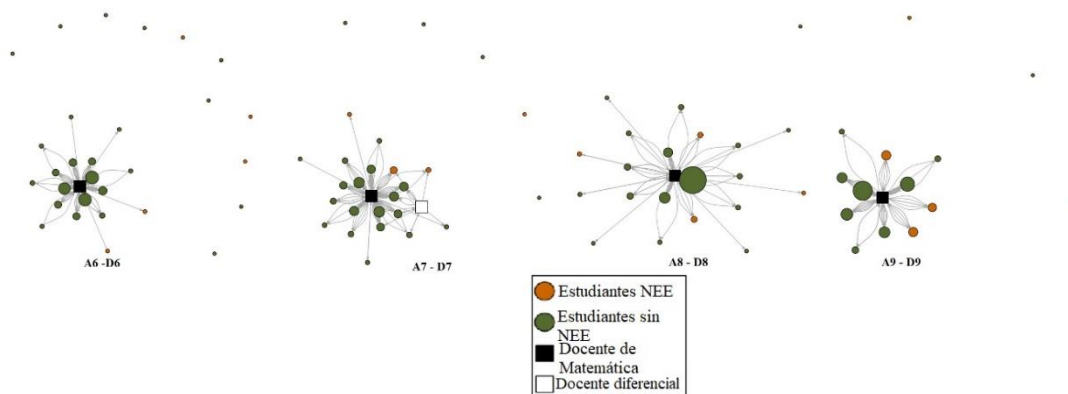 A6 -D6
A7 - D7
A8 - D8
A9 - D9
Estudiantes NEE
Estudiantes sin
NEE
Docente de
Matemática
Docente diferencial